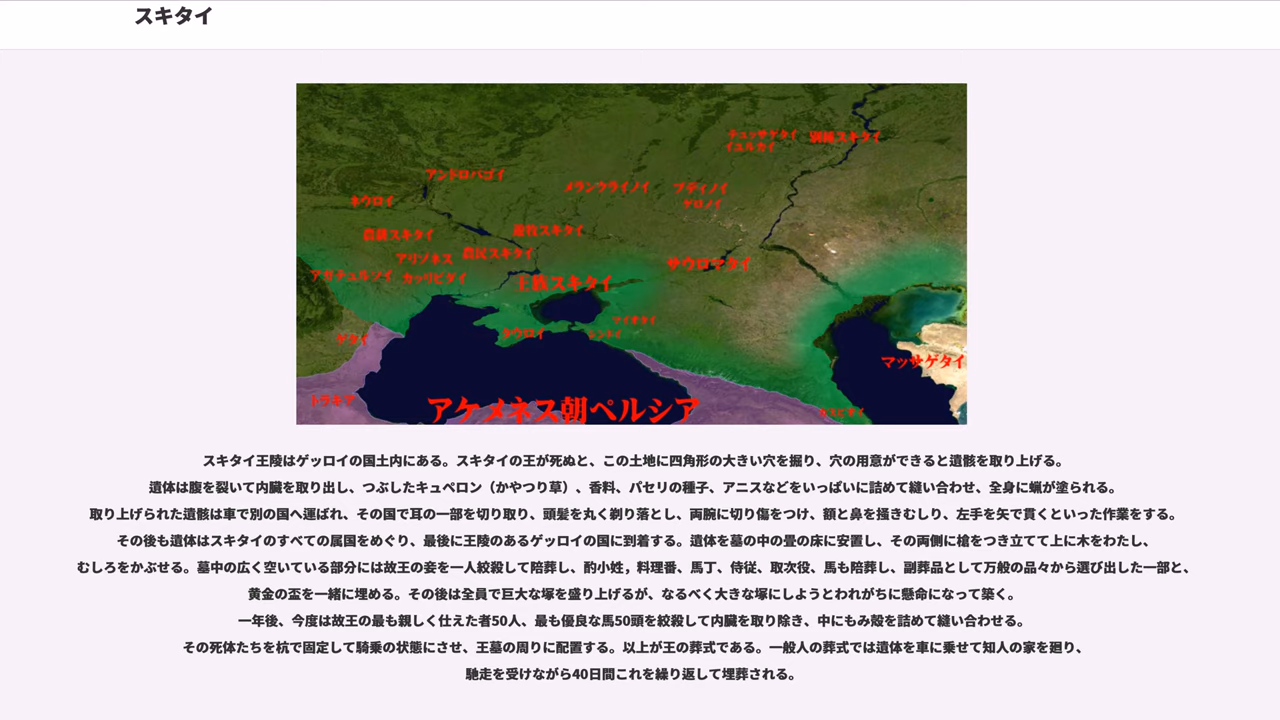 スキタイ
チュッサゲタイ
イユルカイ
別種スキタイ
アンドロパゴイ
メランクライノイ
ブディノイ
ゲロノイ
ネウロイ
農耕スキタイ
遊牧スキタイ
アリゾネス
農民スキタイ
サウロマタイ
アガテュルソイ
カッリピダイ
王族スキタイ
マイオタイ
タウロイ
シンドイ
ゲタイ
マッサゲタイ
トラキア
アケメネス朝ペルシア
カスピオイ
スキタイ王陵はゲッロイの国土内にある。スキタイの王が死ぬと、この土地に四角形の大きい穴を掘り、穴の用意ができると遺骸を取り上げる。
遺体は腹を裂いて内臓を取り出し、つぶしたキュペロン（かやつり草）、香料、パセリの種子、アニスなどをいっぱいに詰めて縫い合わせ、全身に蝋が塗られる。
取り上げられた遺骸は車で別の国へ運ばれ、その国で耳の一部を切り取り、頭髪を丸く剃り落とし、両腕に切り傷をつけ、額と鼻を掻きむしり、左手を矢で貫くといった作業をする。
その後も遺体はスキタイのすべての属国をめぐり、最後に王陵のあるゲッロイの国に到着する。遺体を墓の中の畳の床に安置し、その両側に槍をつき立てて上に木をわたし、
むしろをかぶせる。墓中の広く空いている部分には故王の妾を一人絞殺して陪葬し、酌小姓，料理番、馬丁、侍従、取次役、馬も陪葬し、副葬品として万般の品々から選び出した一部と、
黄金の盃を一緒に埋める。その後は全員で巨大な塚を盛り上げるが、なるべく大きな塚にしようとわれがちに懸命になって築く。
一年後、今度は故王の最も親しく仕えた者50人、最も優良な馬50頭を絞殺して内臓を取り除き、中にもみ殻を詰めて縫い合わせる。
その死体たちを杭で固定して騎乗の状態にさせ、王墓の周りに配置する。以上が王の葬式である。一般人の葬式では遺体を車に乗せて知人の家を廻り、
馳走を受けながら40日間これを繰り返して埋葬される。